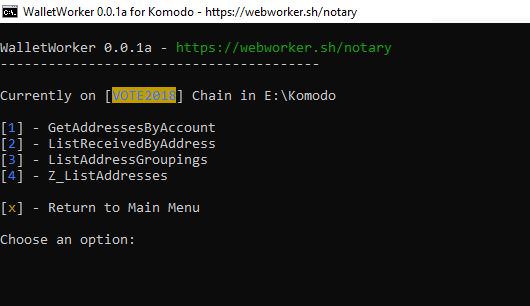 WalletWorker 0.0.1a for Komodo - https://webworker.sh/notary
WalletWorker 0.0.1a - https://webworker.sh/notary
----------------------------------------
Currently on [VOTE2018] Chain in E:\Komodo
[1] - GetAddressesByAccount
[2] - ListReceivedByAddress
[3] - ListAddressGroupings
[4] - Z_ListAddresses
[x] - Return to Main Menu
Choose an option: